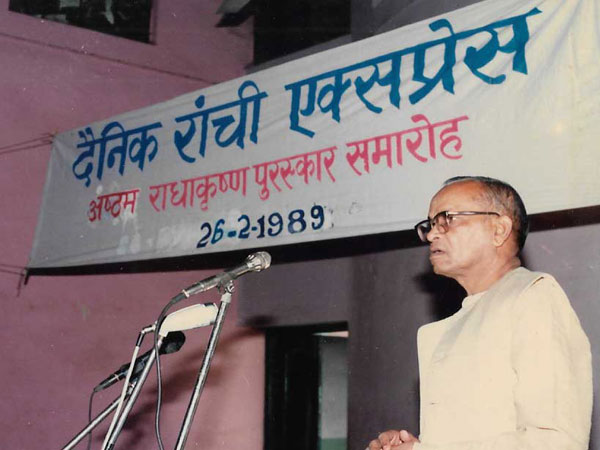 दैनिक रांची एक्सप्रेस
अष्टम राधाकृष्ण पुरस्कार समारोह
26-2-1989